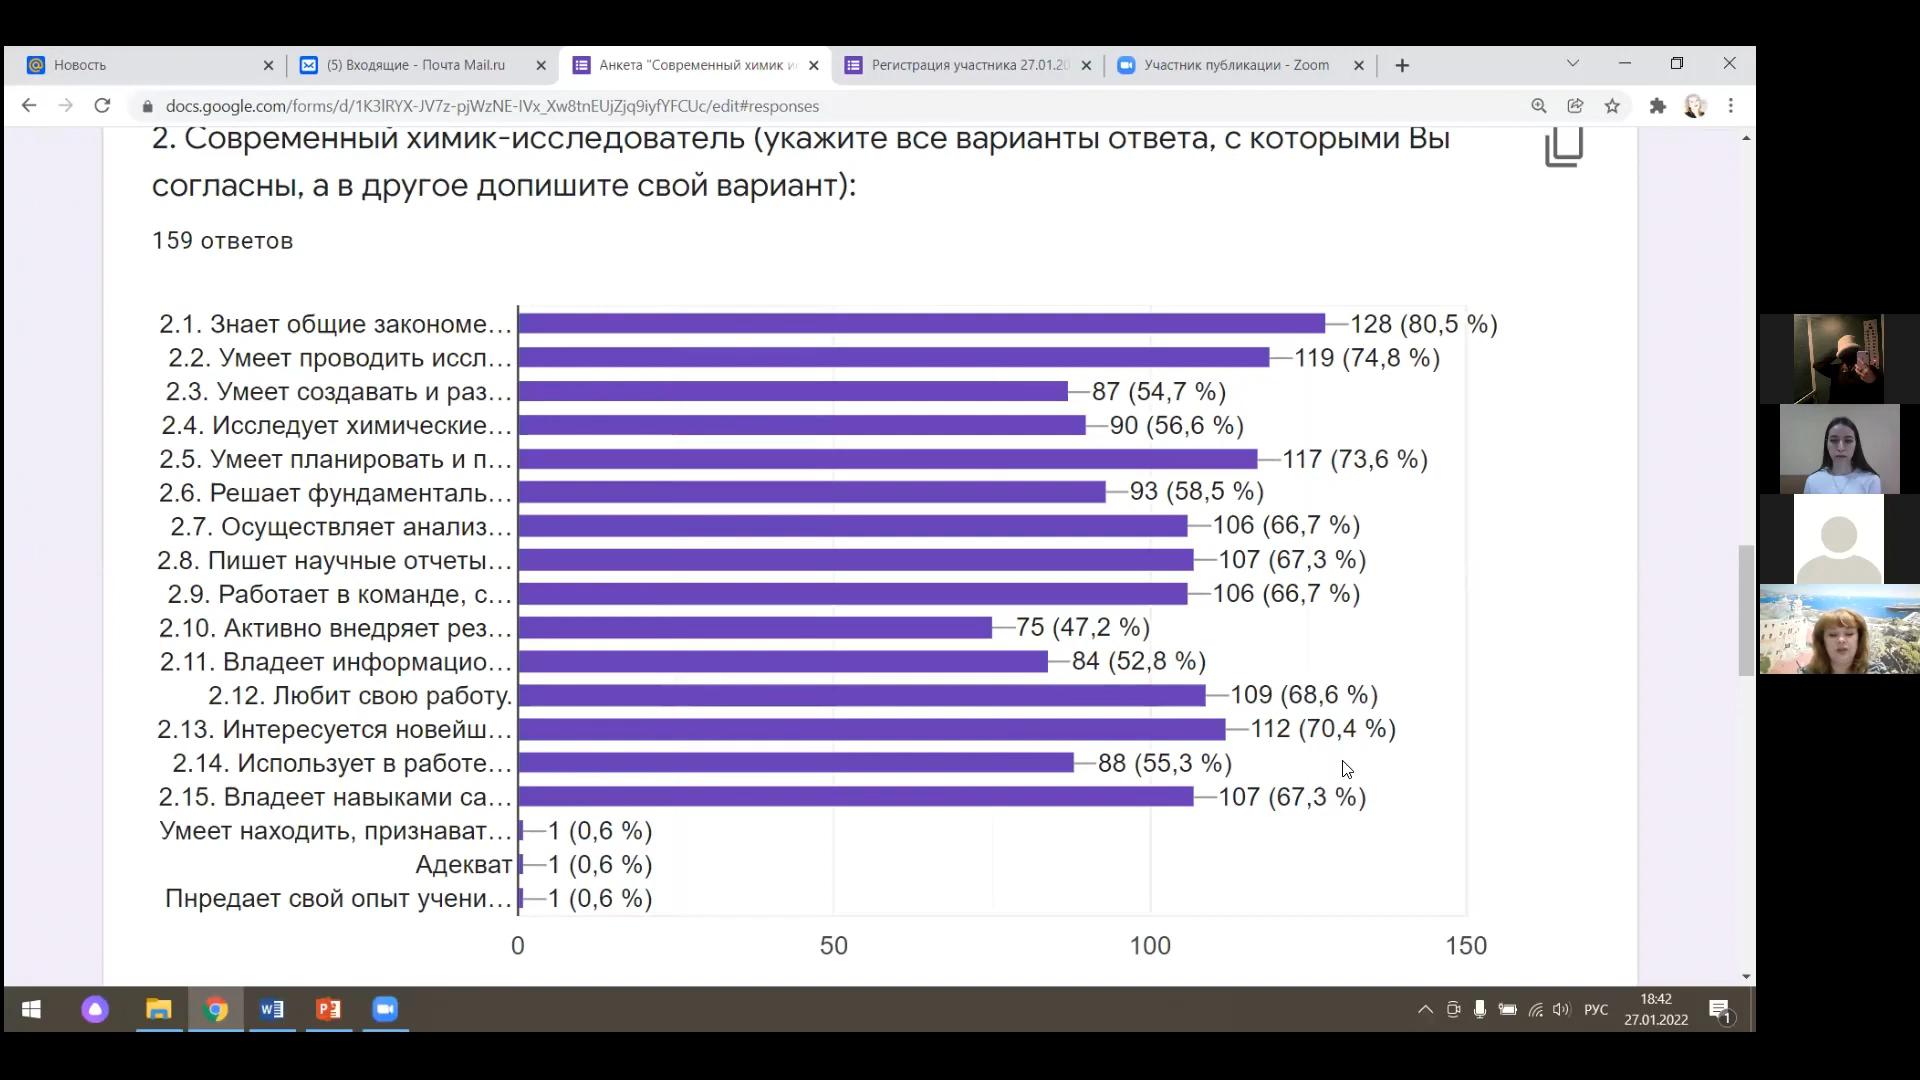 Новость
(5) Входящие - Почта Mail.ru
Анкета "Современный химик и
Регистрация участника 27.01.20
Участник публикации - Zoom
docs.google.com/forms/d/1K3lRYX-JV7z-pjWzNE-IVx_Xw8tnEUjZjq9iyfYFCUc/edit#responses
2. Современный химик-исследователь (укажите все варианты ответа, с которыми Вы
согласны, а в другое допишите свой вариант):
159 ответов
2.1. Знает общие закономе... 128 (80,5 %)
2.2. Умеет проводить иссл... 119 (74,8 %)
2.3. Умеет создавать и раз... 87 (54,7 %)
2.4. Исследует химические... 90 (56,6 %)
2.5. Умеет планировать и п... 117 (73,6 %)
2.6. Решает фундаменталь... 93 (58,5 %)
2.7. Осуществляет анализ... 106 (66,7 %)
2.8. Пишет научные отчеты... 107 (67,3 %)
2.9. Работает в команде, с... 106 (66,7 %)
2.10. Активно внедряет рез... 75 (47,2 %)
2.11. Владеет информацио... 84 (52,8 %)
2.12. Любит свою работу. 109 (68,6 %)
2.13. Интересуется новейш... 112 (70,4 %)
2.14. Использует в работе... 88 (55,3 %)
2.15. Владеет навыками са... 107 (67,3 %)
Умеет находить, признават... 1 (0,6 %)
Адекват 1 (0,6 %)
Пнредает свой опыт учени... 1 (0,6 %)
0 50 100 150
РУС
18:42
27.01.2022
1